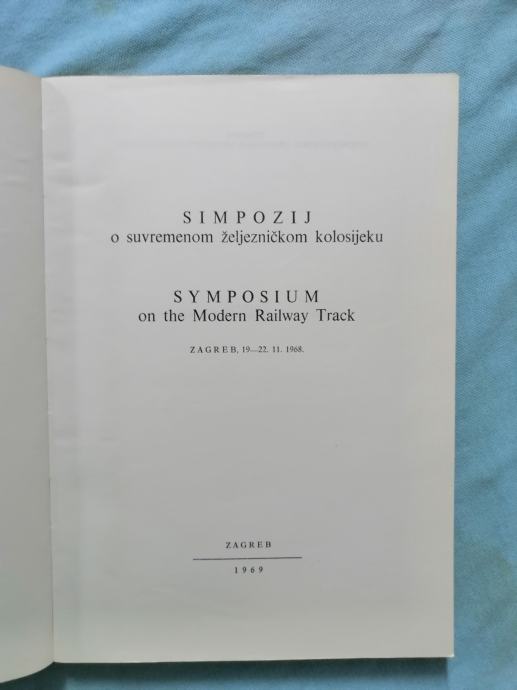 SIMPOZIJ
o suvremenom željezničkom kolosijeku
SYMPOSIUM
on the Modern Railway Track
ZAGREB, 19—22. 11. 1968.
ZAGREB
1969